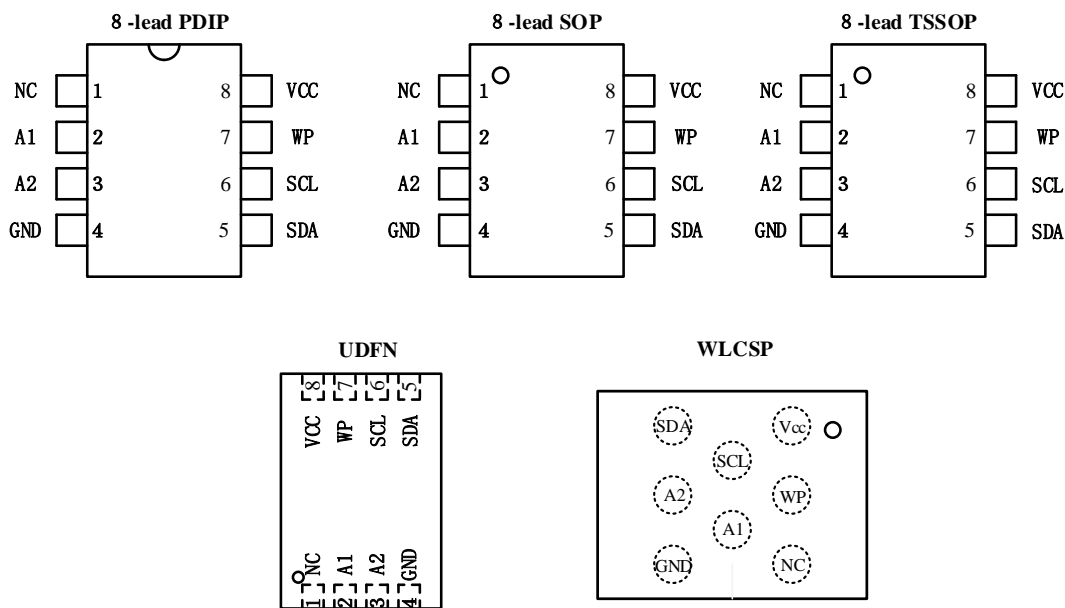 8 -lead PDIP
NC 1 8 VCC
A1 2 7 WP
A2 3 6 SCL
GND 4 5 SDA
8 -lead SOP
NC 1 8 VCC
A1 2 7 WP
A2 3 6 SCL
GND 4 5 SDA
8 -lead TSSOP
NC 1 8 VCC
A1 2 7 WP
A2 3 6 SCL
GND 4 5 SDA
UDFN
8 7 6 5
VCC WP SCL SDA
NC A1 A2 GND
1 2 3 4
WLCSP
SDA Vcc
SCL
A2 WP
A1
GND NC